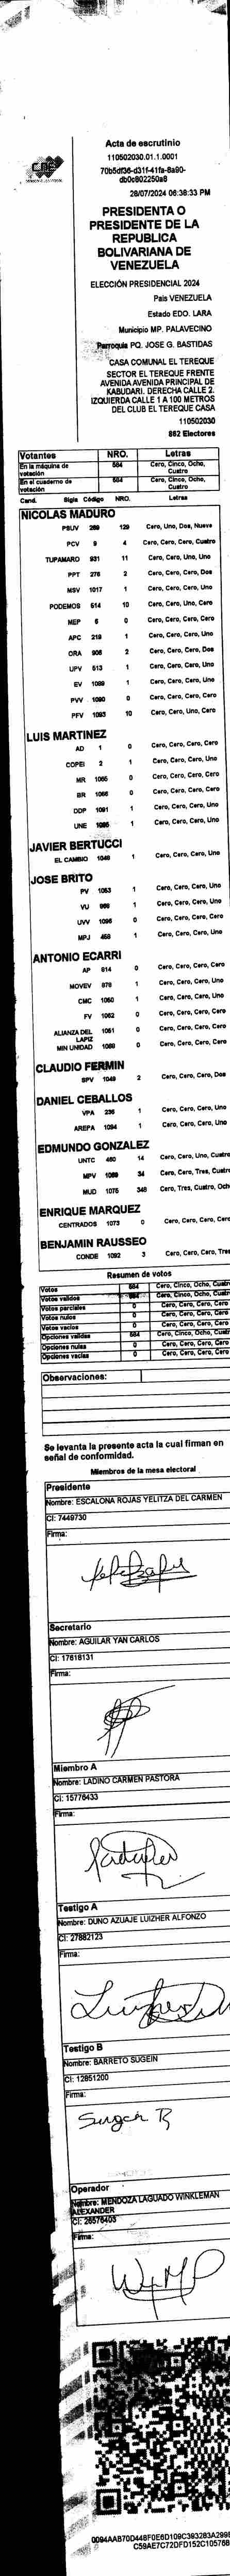 CNE
Acta de escrutinio
110502030.01.1.0001
70b5df36-d31f-41fa-8a90-
db0c802250a8
28/07/2024 06:38:33 PM
PRESIDENTA O
PRESIDENTE DE LA
REPUBLICA
BOLIVARIANA DE
VENEZUELA
ELECCIÓN PRESIDENCIAL 2024
País VENEZUELA
Estado EDO. LARA
Municipio MP. PALAVECINO
Parroquia PQ. JOSE G. BASTIDAS
CASA COMUNAL EL TEREQUE
SECTOR EL TEREQUE FRENTE
AVENIDA AVENIDA PRINCIPAL DE
KABUDARI. DERECHA CALLE 2.
IZQUIERDA CALLE 1 A 100 METROS
DEL CLUB EL TEREQUE CASA
110502030
862 Electores
Votantes NRO. Letras
En la máquina de votación 584 Cero, Cinco, Ocho, Cuatro
En el cuaderno de votación 584 Cero, Cinco, Ocho, Cuatro
Cand. Sigla Código NRO. Letras
NICOLAS MADURO
PSUV 289 129 Cero, Uno, Dos, Nueve
PCV 9 4 Cero, Cero, Cero, Cuatro
TUPAMARO 931 11 Cero, Cero, Uno, Uno
PPT 276 2 Cero, Cero, Cero, Dos
MSV 1017 1 Cero, Cero, Cero, Uno
PODEMOS 514 10 Cero, Cero, Uno, Cero
MEP 5 0 Cero, Cero, Cero, Cero
APC 219 1 Cero, Cero, Cero, Uno
ORA 906 2 Cero, Cero, Cero, Dos
UPV 513 1 Cero, Cero, Cero, Uno
EV 1089 1 Cero, Cero, Cero, Uno
PVV 1090 0 Cero, Cero, Cero, Cero
PFV 1093 10 Cero, Cero, Uno, Cero
LUIS MARTINEZ
AD 1 0 Cero, Cero, Cero, Cero
COPEI 2 1 Cero, Cero, Cero, Uno
MR 1065 0 Cero, Cero, Cero, Cero
BR 1066 0 Cero, Cero, Cero, Cero
DDP 1091 1 Cero, Cero, Cero, Uno
UNE 1095 1 Cero, Cero, Cero, Uno
JAVIER BERTUCCI
EL CAMBIO 1049 1 Cero, Cero, Cero, Uno
JOSE BRITO
PV 1053 1 Cero, Cero, Cero, Uno
VU 969 1 Cero, Cero, Cero, Uno
UVV 1096 0 Cero, Cero, Cero, Cero
MPJ 458 1 Cero, Cero, Cero, Uno
ANTONIO ECARRI
AP 814 0 Cero, Cero, Cero, Cero
MOVEV 978 1 Cero, Cero, Cero, Uno
CMC 1060 1 Cero, Cero, Cero, Uno
FV 1062 0 Cero, Cero, Cero, Cero
ALIANZA DEL LAPIZ 1061 0 Cero, Cero, Cero, Cero
MIN UNIDAD 1069 0 Cero, Cero, Cero, Cero
CLAUDIO FERMIN
SPV 1048 2 Cero, Cero, Cero, Dos
DANIEL CEBALLOS
VPA 236 1 Cero, Cero, Cero, Uno
AREPA 1094 1 Cero, Cero, Cero, Uno
EDMUNDO GONZALEZ
UNTC 480 14 Cero, Cero, Uno, Cuatro
MPV 1088 34 Cero, Cero, Tres, Cuatro
MUD 1075 348 Cero, Tres, Cuatro, Och
ENRIQUE MARQUEZ
CENTRADOS 1073 0 Cero, Cero, Cero, Cero
BENJAMIN RAUSSEO
CONDE 1092 3 Cero, Cero, Cero, Tres
Resumen de votos
Votos 584 Cero, Cinco, Ocho, Cuatro
Votos validos 584 Cero, Cinco, Ocho, Cuatro
Votos parciales 0 Cero, Cero, Cero, Cero
Votos nulos 0 Cero, Cero, Cero, Cero
Votos vacios 0 Cero, Cero, Cero, Cero
Opciones validas 584 Cero, Cinco, Ocho, Cuatr
Opciones nulas 0 Cero, Cero, Cero, Cero
Opciones vacias 0 Cero, Cero, Cero, Cero
Observaciones:
Se levanta la presente acta la cual firman en
señal de conformidad.
Miembros de la mesa electoral
Presidente
Nombre: ESCALONA ROJAS YELITZA DEL CARMEN
CI: 7449730
Firma:
Secretario
Nombre: AGUILAR YAN CARLOS
CI: 17618131
Firma:
Miembro A
Nombre: LADINO CARMEN PASTORA
CI: 15776433
Firma:
Testigo A
Nombre: DUNO AZUAJE LUIZHER ALFONZO
CI: 27882123
Firma:
Testigo B
Nombre: BARRETO SUGEIN
CI: 12851200
Firma:
Sugein B
Operador
Nombre: MENDOZA LAGUADO WINKLEMAN
ALEXANDER
CI: 26576403
Firma:
0094AAB70D448F0E6D109C393283A299
C59AE7C72DFD152C105766